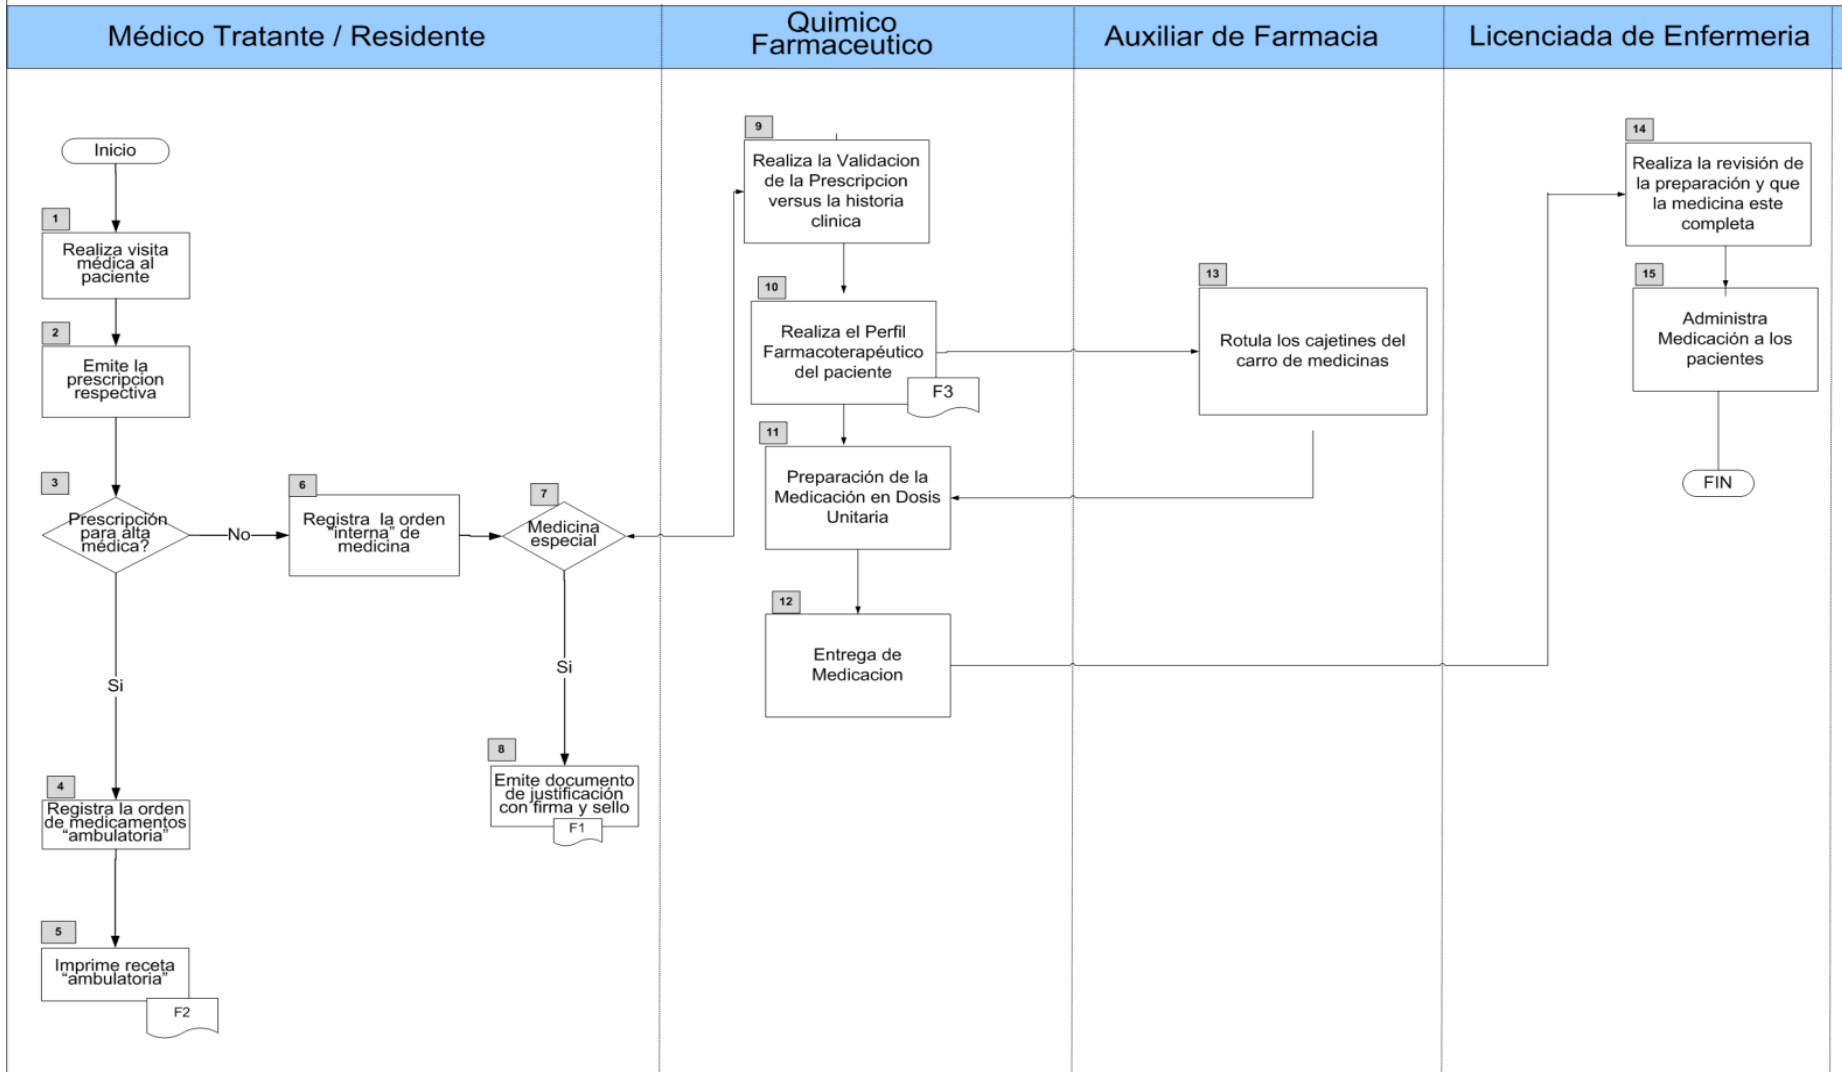 Médico Tratante / Residente
Quimico
Farmaceutico
Auxiliar de Farmacia
Licenciada de Enfermeria
Inicio
1
Realiza visita
médica al
paciente
2
Emite la
prescripcion
respectiva
3
Prescripción
para alta
médica?
No
Si
4
Registra la orden
de medicamentos
“ambulatoria”
5
Imprime receta
“ambulatoria”
F2
6
Registra la orden
“interna” de
medicina
7
Medicina
especial
Si
8
Emite documento
de justificación
con firma y sello
F1
9
Realiza la Validacion
de la Prescripcion
versus la historia
clinica
10
Realiza el Perfil
Farmacoterapéutico
del paciente
F3
11
Preparación de la
Medicación en Dosis
Unitaria
12
Entrega de
Medicacion
13
Rotula los cajetines del
carro de medicinas
14
Realiza la revisión de
la preparación y que
la medicina este
completa
15
Administra
Medicación a los
pacientes
FIN